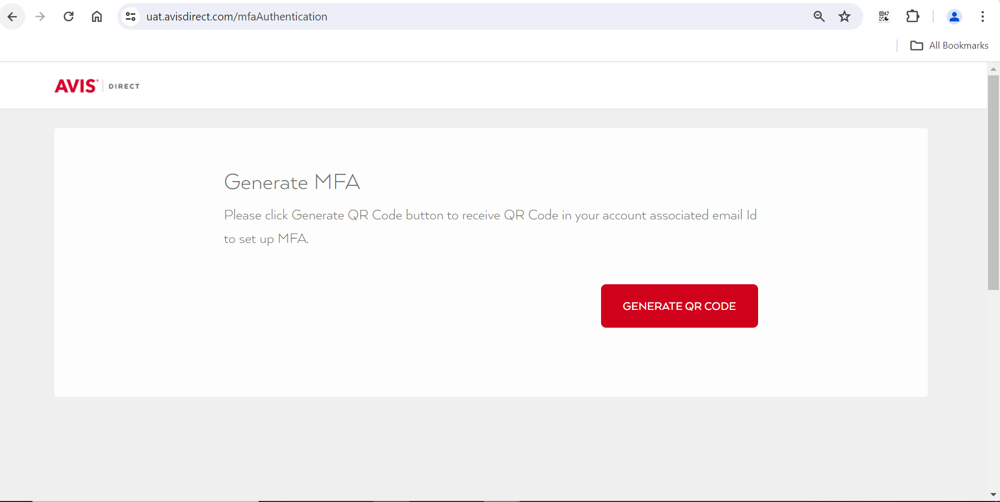 uat.avisdirect.com/mfaAuthentication
All Bookmarks
AVIS DIRECT
Generate MFA
Please click Generate QR Code button to receive QR Code in your account associated email Id
to set up MFA.
GENERATE QR CODE